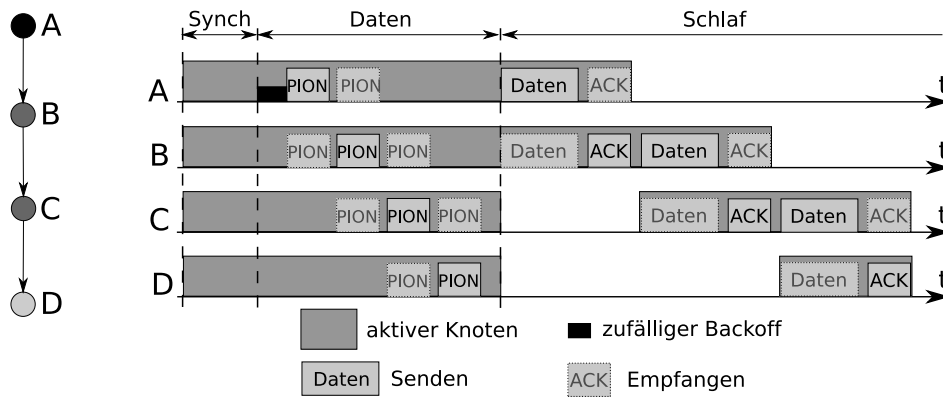 Synch Daten Schlaf
A
A PION PION Daten ACK t
B
B PION PION PION Daten ACK Daten ACK t
C
C PION PION PION Daten ACK Daten ACK t
D
D PION PION Daten ACK t
aktiver Knoten zufälliger Backoff
Daten Senden ACK Empfangen